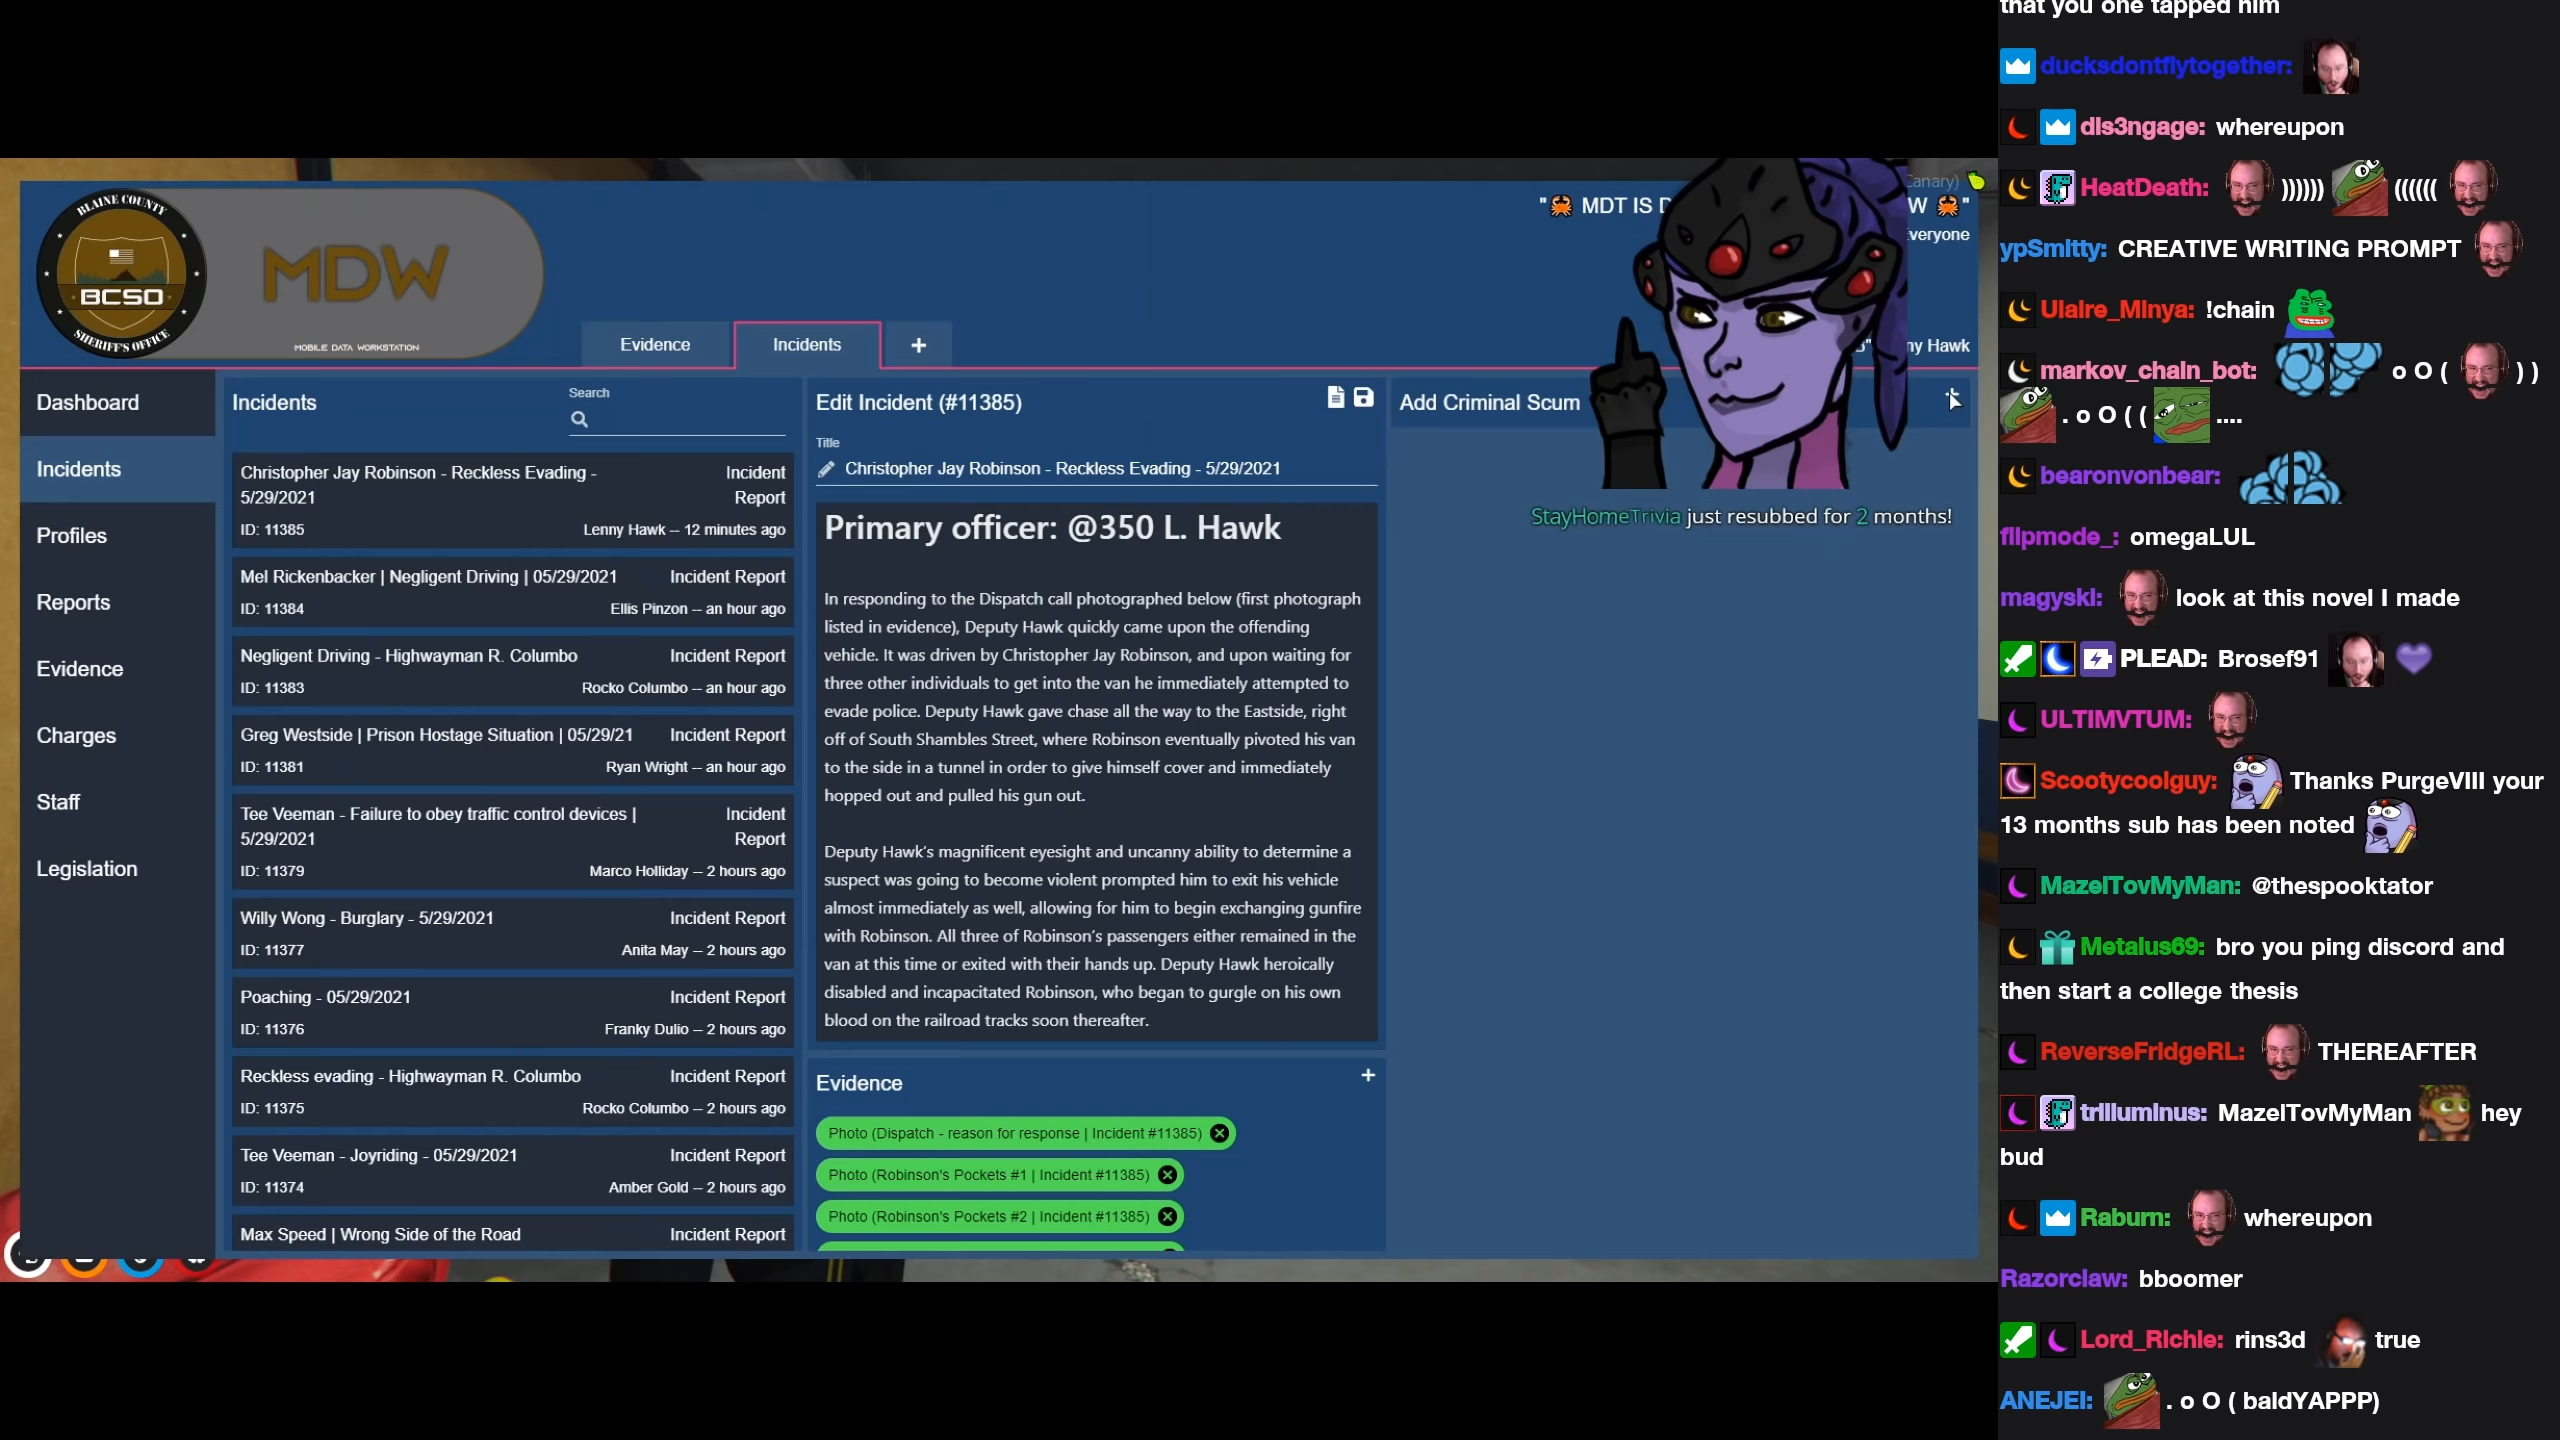 BLAINE COUNTY
BCSO
SHERIFF'S OFFICE
MDW
MOBILE DATA WORKSTATION
Evidence
Incidents
+
Canary)
" MDT IS D
W "
Everyone
ny Hawk
Dashboard
Incidents
Profiles
Reports
Evidence
Charges
Staff
Legislation
Incidents
Search
Christopher Jay Robinson - Reckless Evading -
5/29/2021
Incident
Report
ID: 11385
Lenny Hawk -- 12 minutes ago
Mel Rickenbacker | Negligent Driving | 05/29/2021
Incident Report
ID: 11384
Ellis Pinzon -- an hour ago
Negligent Driving - Highwayman R. Columbo
Incident Report
ID: 11383
Rocko Columbo -- an hour ago
Greg Westside | Prison Hostage Situation | 05/29/21
Incident Report
ID: 11381
Ryan Wright -- an hour ago
Tee Veeman - Failure to obey traffic control devices |
5/29/2021
Incident
Report
ID: 11379
Marco Holliday -- 2 hours ago
Willy Wong - Burglary - 5/29/2021
Incident Report
ID: 11377
Anita May -- 2 hours ago
Poaching - 05/29/2021
Incident Report
ID: 11376
Franky Dulio -- 2 hours ago
Reckless evading - Highwayman R. Columbo
Incident Report
ID: 11375
Rocko Columbo -- 2 hours ago
Tee Veeman - Joyriding - 05/29/2021
Incident Report
ID: 11374
Amber Gold -- 2 hours ago
Max Speed | Wrong Side of the Road
Incident Report
Edit Incident (#11385)
Title
Christopher Jay Robinson - Reckless Evading - 5/29/2021
Primary officer: @350 L. Hawk
In responding to the Dispatch call photographed below (first photograph
listed in evidence), Deputy Hawk quickly came upon the offending
vehicle. It was driven by Christopher Jay Robinson, and upon waiting for
three other individuals to get into the van he immediately attempted to
evade police. Deputy Hawk gave chase all the way to the Eastside, right
off of South Shambles Street, where Robinson eventually pivoted his van
to the side in a tunnel in order to give himself cover and immediately
hopped out and pulled his gun out.
Deputy Hawk's magnificent eyesight and uncanny ability to determine a
suspect was going to become violent prompted him to exit his vehicle
almost immediately as well, allowing for him to begin exchanging gunfire
with Robinson. All three of Robinson's passengers either remained in the
van at this time or exited with their hands up. Deputy Hawk heroically
disabled and incapacitated Robinson, who began to gurgle on his own
blood on the railroad tracks soon thereafter.
Evidence
+
Photo (Dispatch - reason for response | Incident #11385)
Photo (Robinson's Pockets #1 | Incident #11385)
Photo (Robinson's Pockets #2 | Incident #11385)
Add Criminal Scum
StayHomeTrivia just resubbed for 2 months!
that you one tapped him
ducksdontflytogether:
dis3ngage: whereupon
HeatDeath: )))))) ((((((
ypSmitty: CREATIVE WRITING PROMPT
Ulaire_Minya: !chain
markov_chain_bot: o O ( ) )
. o O ( ( ....
bearonvonbear:
flipmode_: omegaLUL
magyski: look at this novel I made
PLEAD: Brosef91
ULTIMVTUM:
Scootycoolguy: Thanks PurgeVIII your
13 months sub has been noted
MazelTovMyMan: @thespooktator
Metalus69: bro you ping discord and
then start a college thesis
ReverseFridgeRL: THEREAFTER
trilluminus: MazelTovMyMan hey
bud
Raburn: whereupon
Razorclaw: bboomer
Lord_Richie: rins3d true
ANEJEI: . o O ( baldYAPPP)